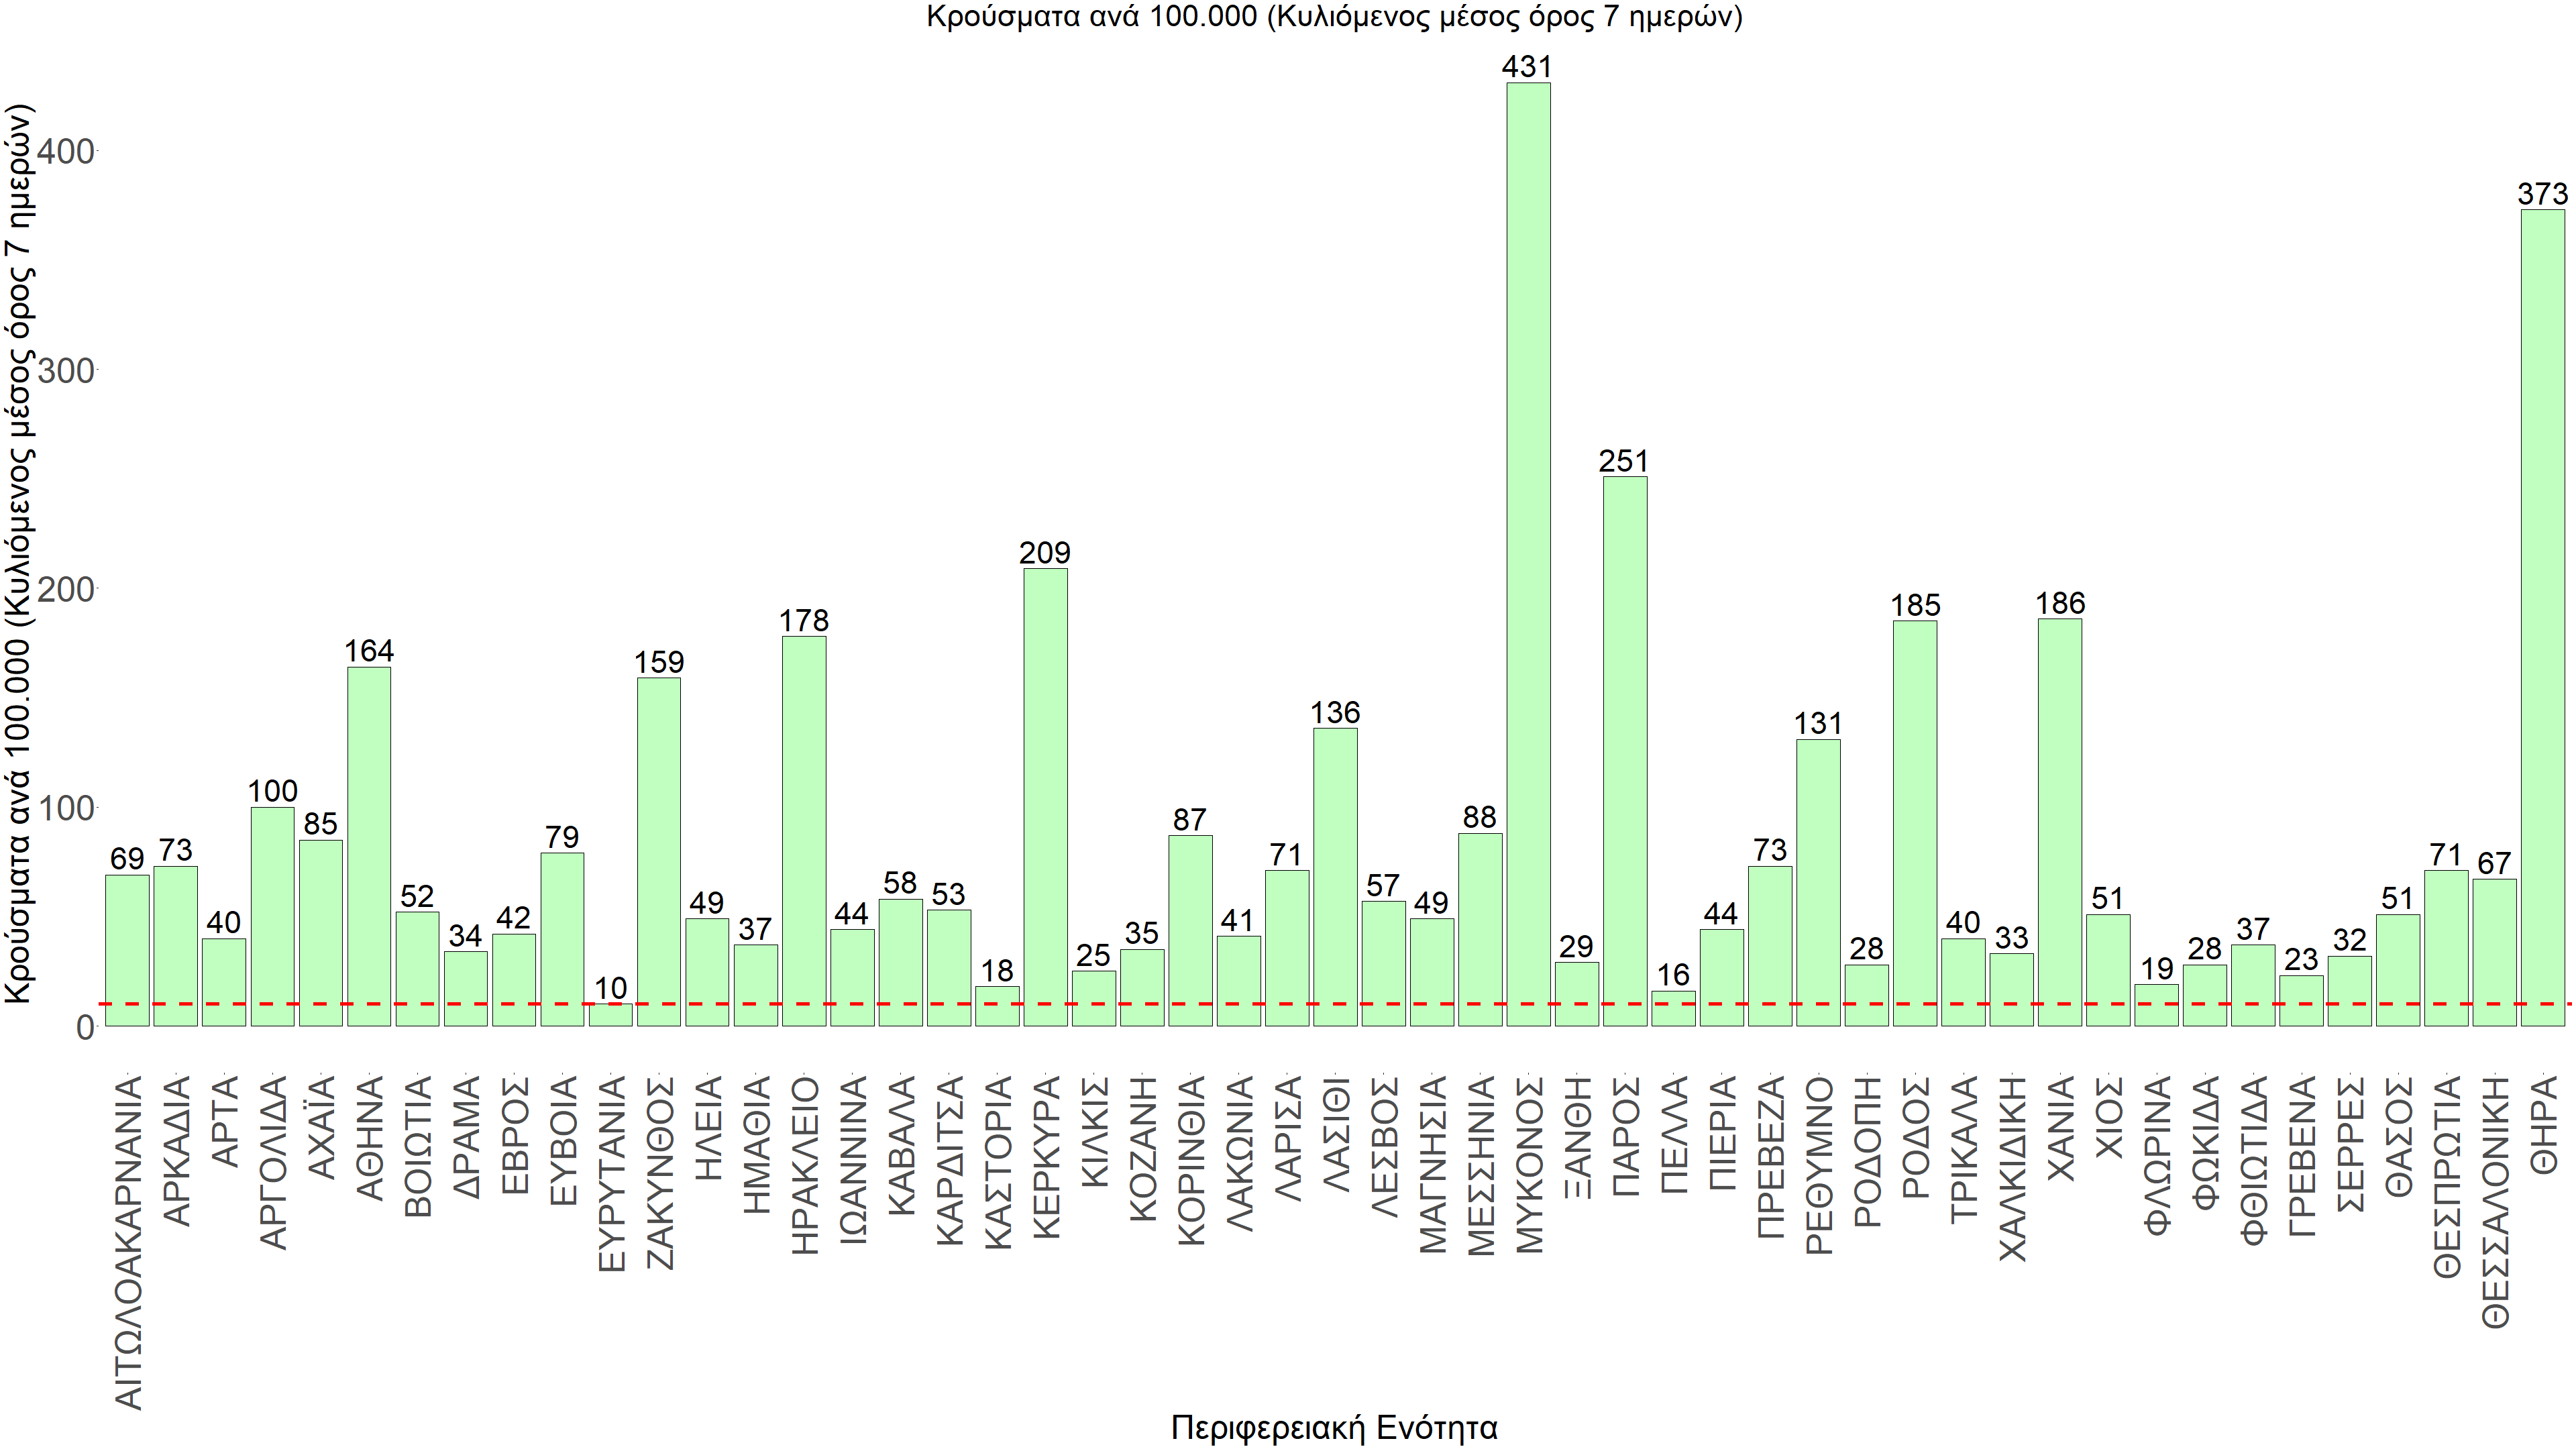 Κρούσματα ανά 100.000 (Κυλιόμενος μέσος όρος 7 ημερών)
Κρούσματα ανά 100.000 (Κυλιόμενος μέσος όρος 7 ημερών)
400
300
200
100
0
69
73
40
100
85
164
52
34
42
79
10
159
49
37
178
44
58
53
18
209
25
35
87
41
71
136
57
49
88
431
29
251
16
44
73
131
28
185
40
33
186
51
19
28
37
23
32
51
71
67
373
ΑΙΤΩΛΟΑΚΑΡΝΑΝΙΑ
ΑΡΚΑΔΙΑ
ΑΡΤΑ
ΑΡΓΟΛΙΔΑ
ΑΧΑΪΑ
ΑΘΗΝΑ
ΒΟΙΩΤΙΑ
ΔΡΑΜΑ
ΕΒΡΟΣ
ΕΥΒΟΙΑ
ΕΥΡΥΤΑΝΙΑ
ΖΑΚΥΝΘΟΣ
ΗΛΕΙΑ
ΗΜΑΘΙΑ
ΗΡΑΚΛΕΙΟ
ΙΩΑΝΝΙΝΑ
ΚΑΒΑΛΑ
ΚΑΡΔΙΤΣΑ
ΚΑΣΤΟΡΙΑ
ΚΕΡΚΥΡΑ
ΚΙΛΚΙΣ
ΚΟΖΑΝΗ
ΚΟΡΙΝΘΙΑ
ΛΑΚΩΝΙΑ
ΛΑΡΙΣΑ
ΛΑΣΙΘΙ
ΛΕΣΒΟΣ
ΜΑΓΝΗΣΙΑ
ΜΕΣΣΗΝΙΑ
ΜΥΚΟΝΟΣ
ΞΑΝΘΗ
ΠΑΡΟΣ
ΠΕΛΛΑ
ΠΙΕΡΙΑ
ΠΡΕΒΕΖΑ
ΡΕΘΥΜΝΟ
ΡΟΔΟΠΗ
ΡΟΔΟΣ
ΤΡΙΚΑΛΑ
ΧΑΛΚΙΔΙΚΗ
ΧΑΝΙΑ
ΧΙΟΣ
ΦΛΩΡΙΝΑ
ΦΩΚΙΔΑ
ΦΘΙΩΤΙΔΑ
ΓΡΕΒΕΝΑ
ΣΕΡΡΕΣ
ΘΑΣΟΣ
ΘΕΣΠΡΩΤΙΑ
ΘΕΣΣΑΛΟΝΙΚΗ
ΘΗΡΑ
Περιφερειακή Ενότητα